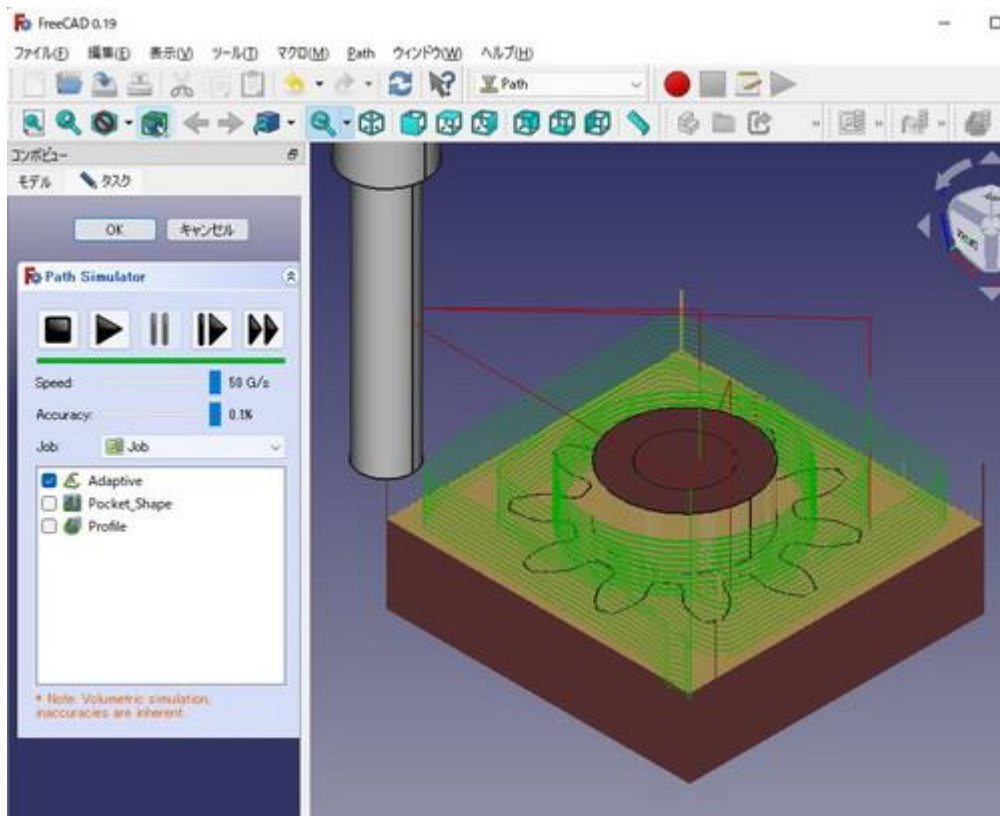 FreeCAD 0.19
ファイル(F) 編集(E) 表示(V) ツール(T) マクロ(M) Path ウィンドウ(W) ヘルプ(H)
Path
コンボビュー
モデル タスク
OK キャンセル
Path Simulator
Speed: 50 G/s
Accuracy: 0.1%
Job: Job
Adaptive
Pocket_Shape
Profile
* Note: Volumetric simulation, inaccuracies are inherent.